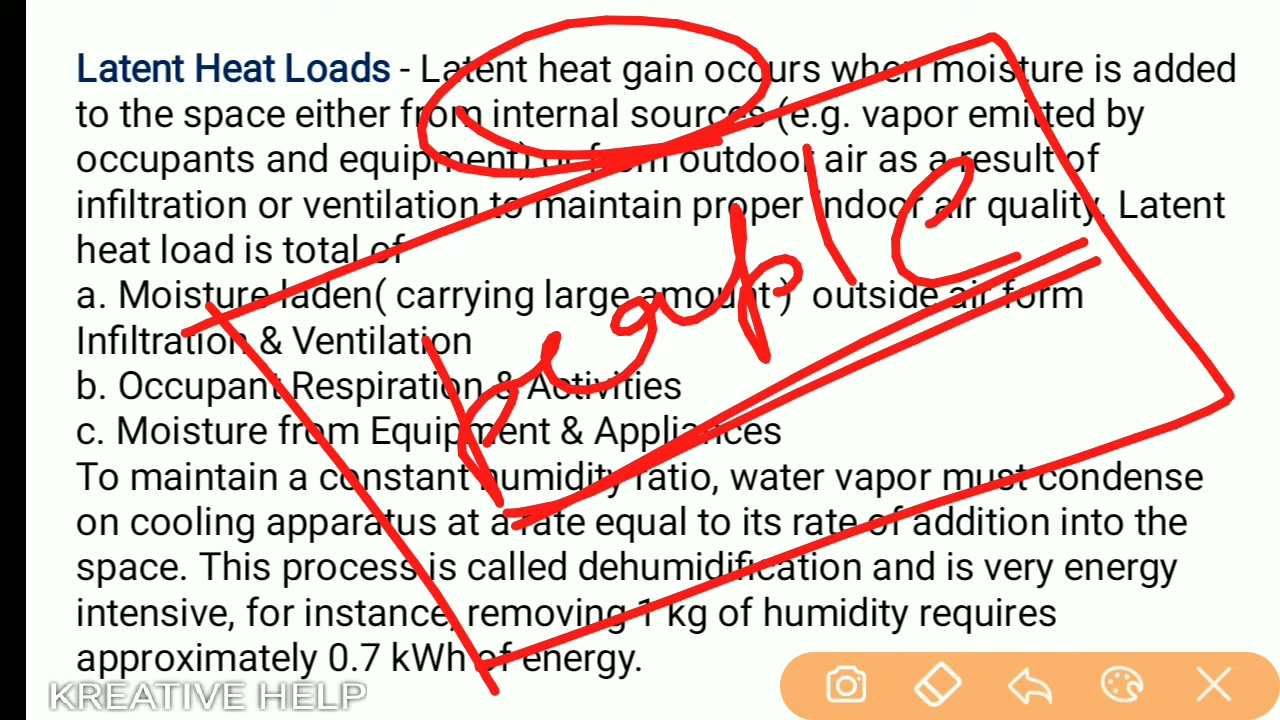 Latent Heat Loads - Latent heat gain occurs when moisture is added
to the space either from internal sources (e.g. vapor emitted by
occupants and equipment) or from outdoor air as a result of
infiltration or ventilation to maintain proper indoor air quality. Latent
heat load is total of
a. Moisture laden( carrying large amount ) outside air form
Infiltration & Ventilation
b. Occupant Respiration & Activities
c. Moisture from Equipment & Appliances
To maintain a constant humidity ratio, water vapor must condense
on cooling apparatus at a rate equal to its rate of addition into the
space. This process is called dehumidification and is very energy
intensive, for instance, removing 1 kg of humidity requires
approximately 0.7 kWh of energy.
people
KREATIVE HELP